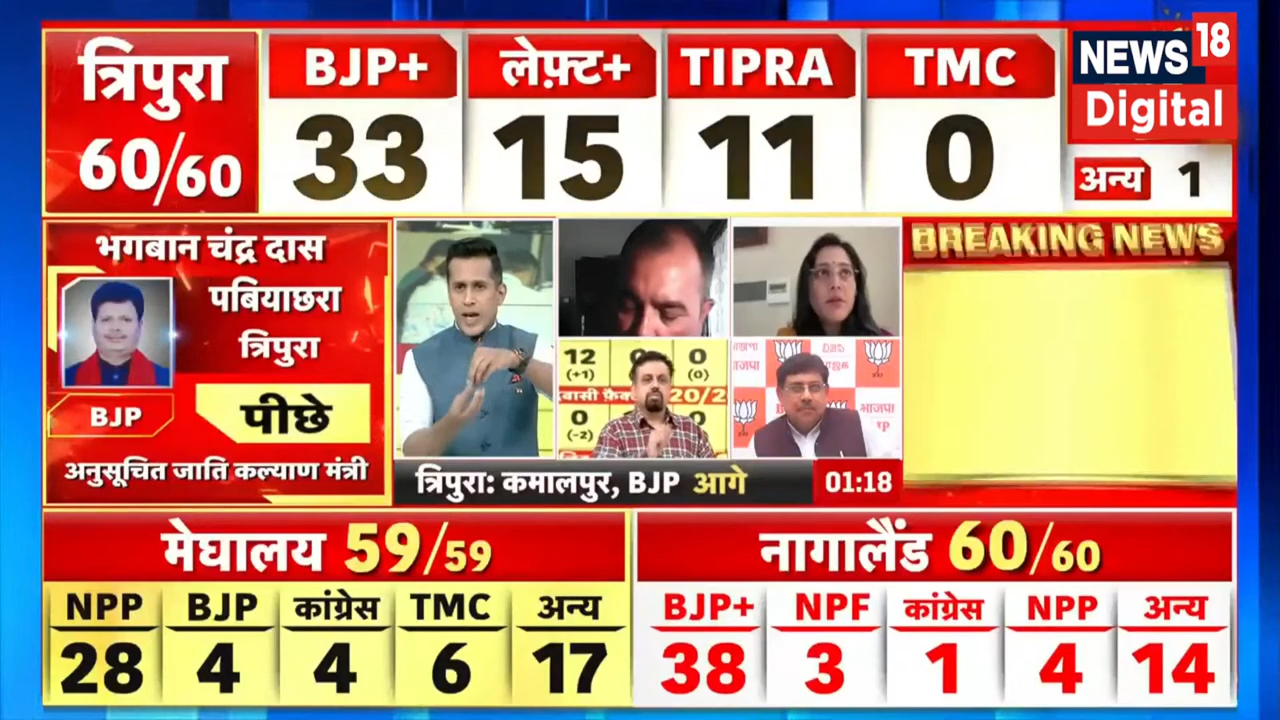 त्रिपुरा
60/60
BJP+
33
लेफ़्ट+
15
TIPRA
11
TMC
0
NEWS 18
Digital
अन्य 1
भगबान चंद्र दास
पबियाछरा
त्रिपुरा
BJP
पीछे
अनुसूचित जाति कल्याण मंत्री
12
(+1)
0
(0)
0
(-2)
20/2
भाजपा
त्रिपुरा: कमालपुर, BJP आगे
01:18
BREAKING NEWS
मेघालय 59/59
NPP BJP कांग्रेस TMC अन्य
28 4 4 6 17
नागालैंड 60/60
BJP+ NPF कांग्रेस NPP अन्य
38 3 1 4 14